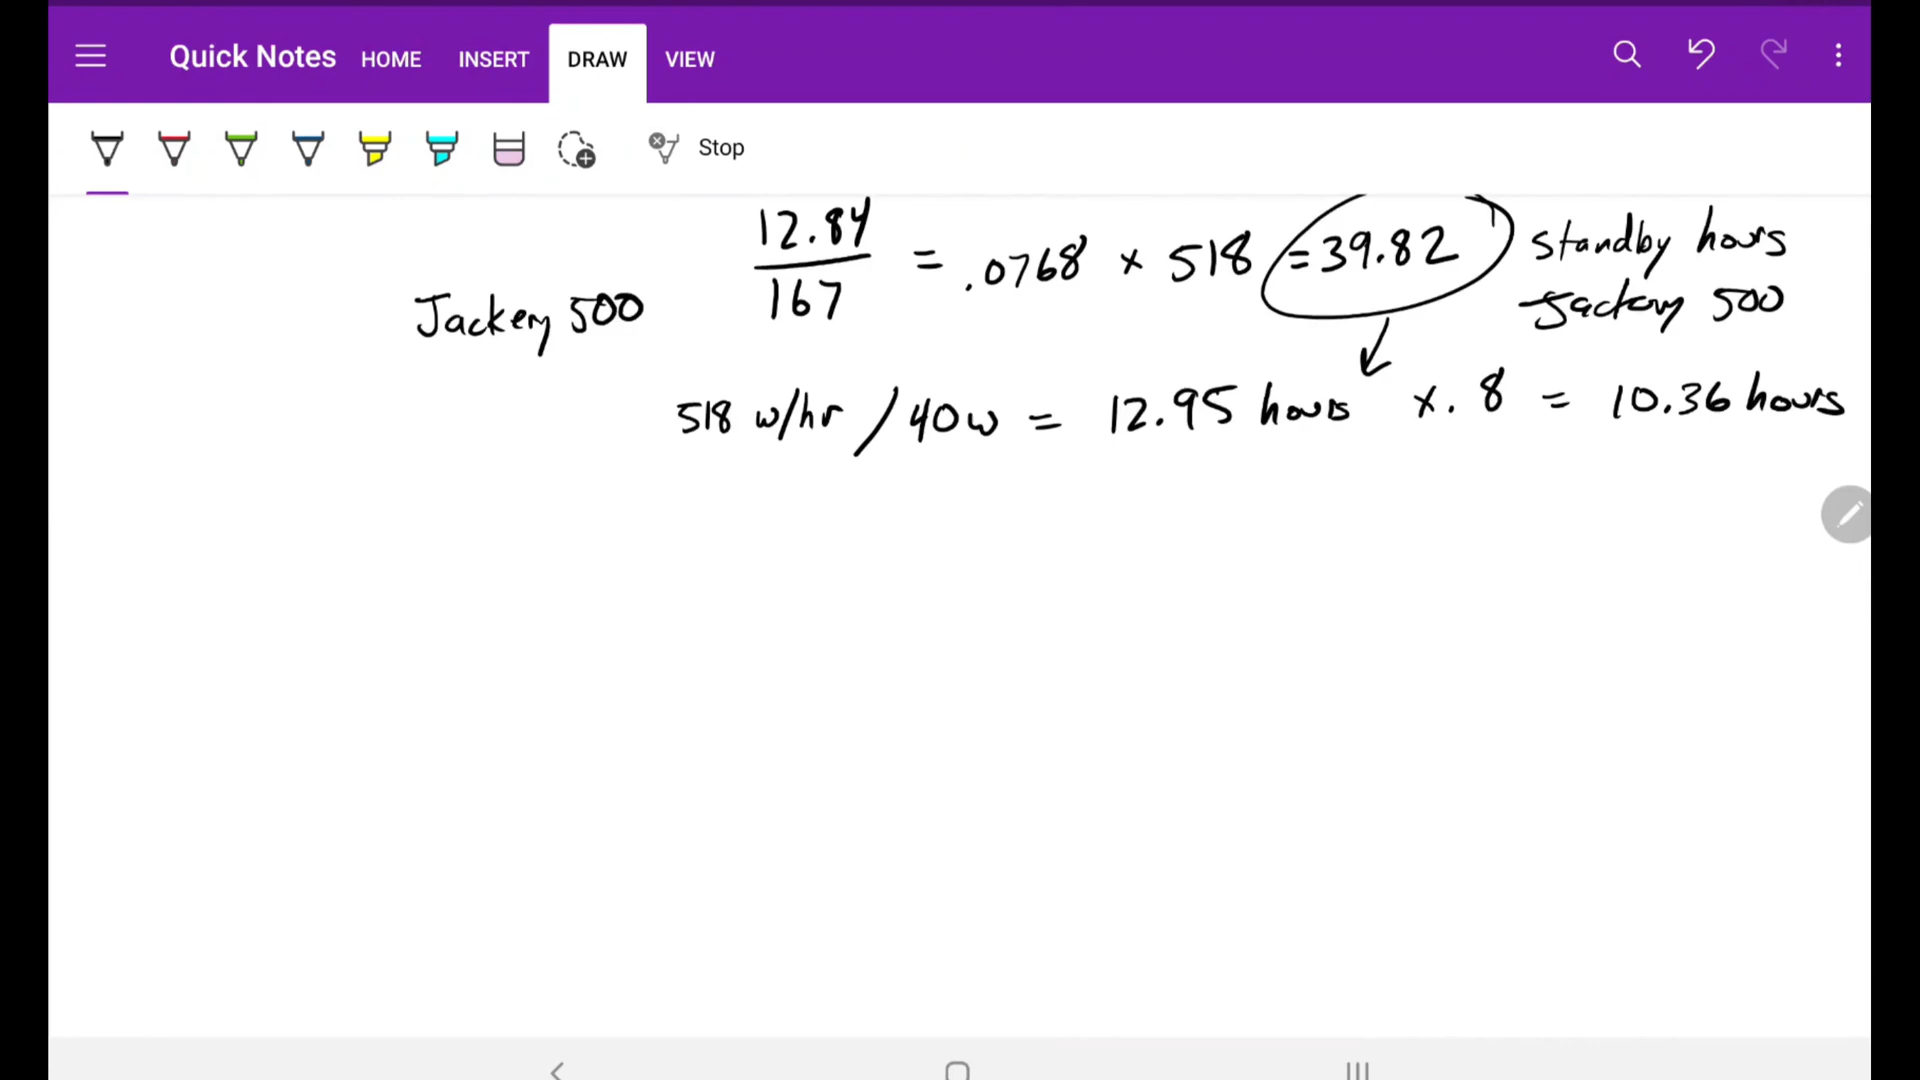 Quick Notes HOME INSERT DRAW VIEW
Stop
12.84
167
= .0768 x 518 = 39.82 standby hours
Jackery 500
Jackery 500
518 w/hr / 40w = 12.95 hours x .8 = 10.36 hours